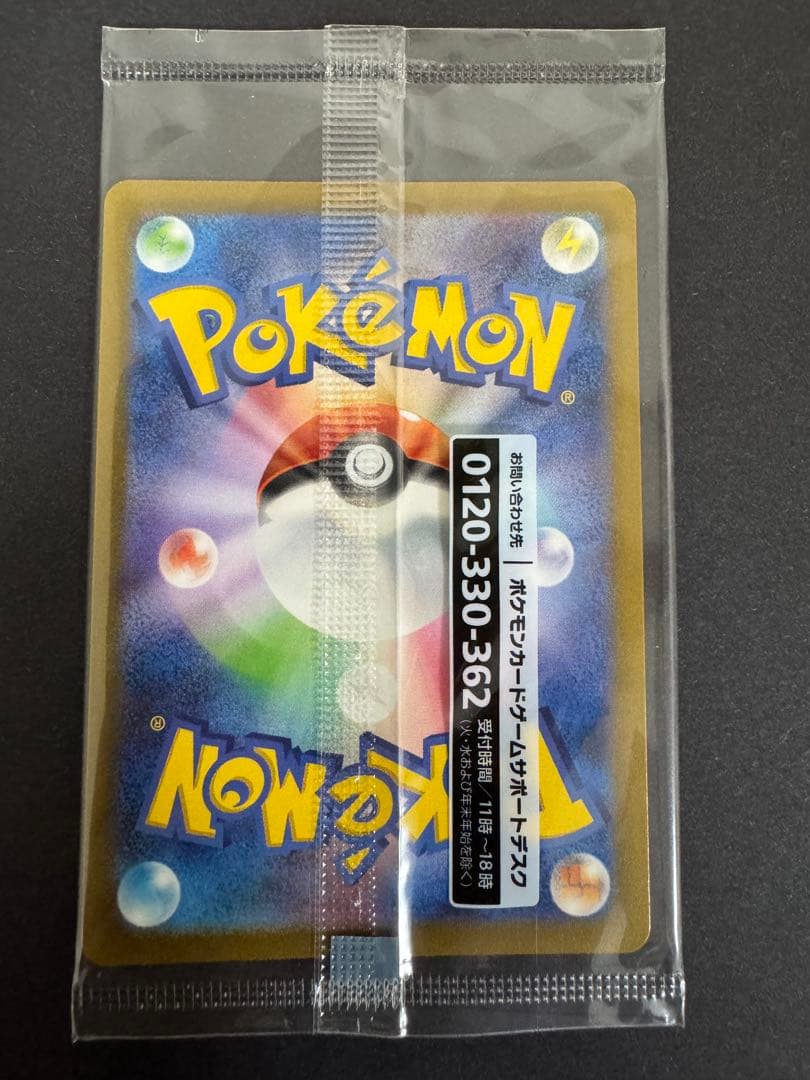 POKéMON
®
お問い合わせ先 | ポケモンカードゲームサポートデスク
0120-330-362 受付時間/11時～18時
(火・水および年末年始を除く)
POKéMON
®